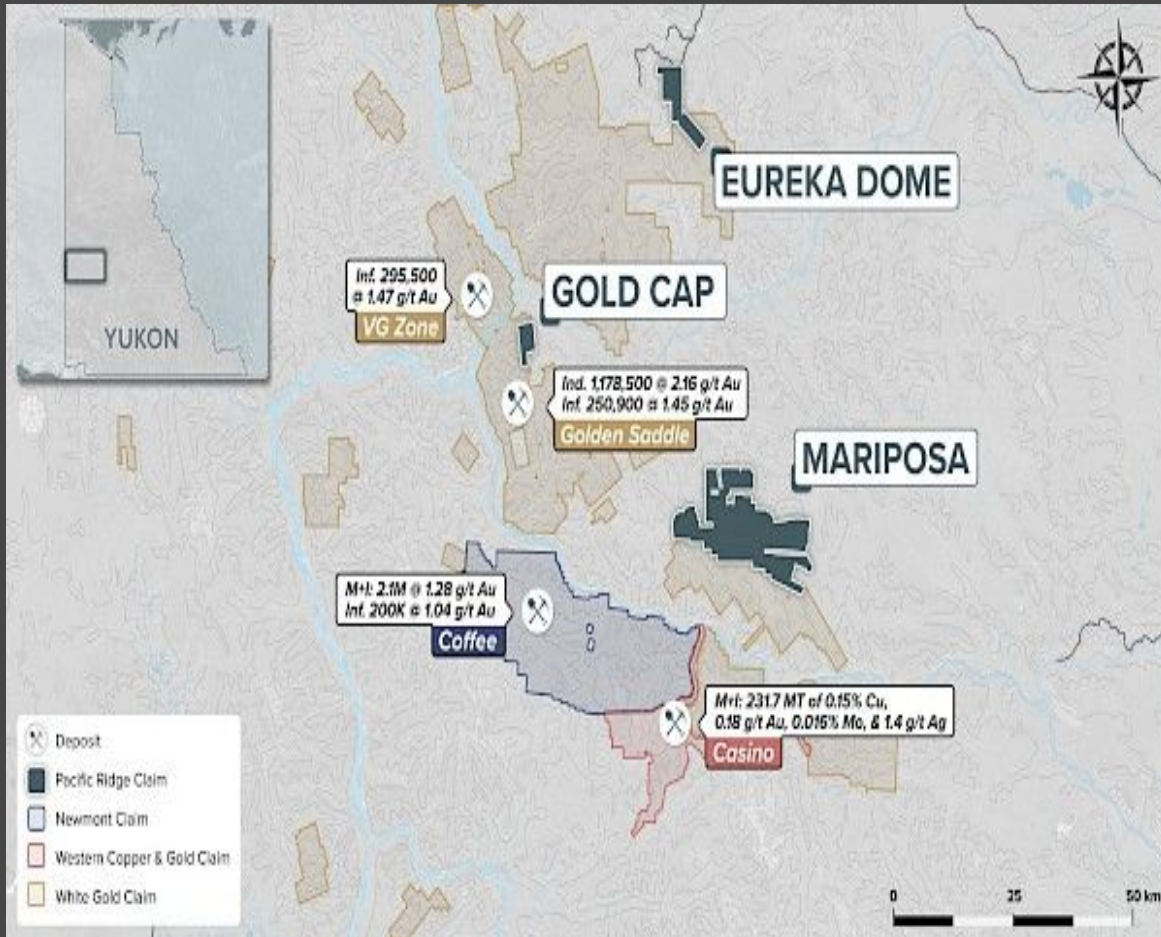 YUKON
EUREKA DOME
GOLD CAP
Inf. 295,500
@ 1.47 g/t Au
VG Zone
Ind. 1,178,500 @ 2.16 g/t Au
Inf. 250,900 @ 1.45 g/t Au
Golden Saddle
MARIPOSA
M+I: 2.1M @ 1.28 g/t Au
Inf. 200K @ 1.04 g/t Au
Coffee
M+I: 231.7 MT of 0.15% Cu,
0.18 g/t Au, 0.016% Mo, & 1.4 g/t Ag
Casino
Deposit
Pacific Ridge Claim
Newmont Claim
Western Copper & Gold Claim
White Gold Claim
0 25 50 km